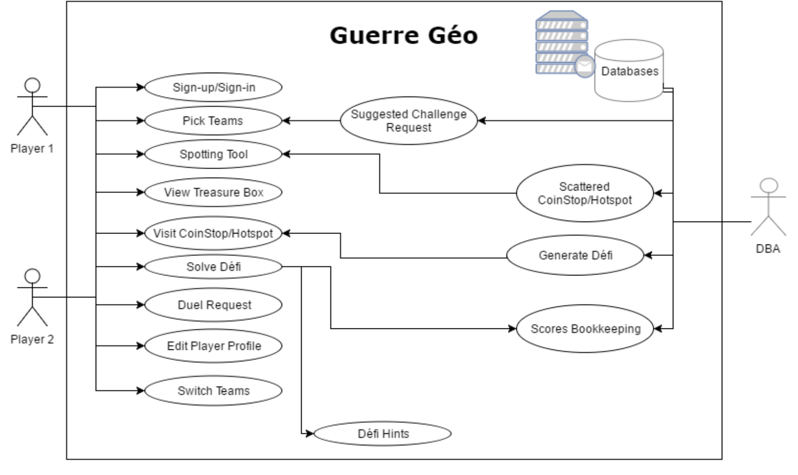 Guerre Géo
Databases
Sign-up/Sign-in
Pick Teams
Suggested Challenge
Request
Player 1
Spotting Tool
View Treasure Box
Scattered
CoinStop/Hotspot
Visit CoinStop/Hotspot
DBA
Generate Défi
Solve Défi
Duel Request
Scores Bookkeeping
Player 2
Edit Player Profile
Switch Teams
Défi Hints